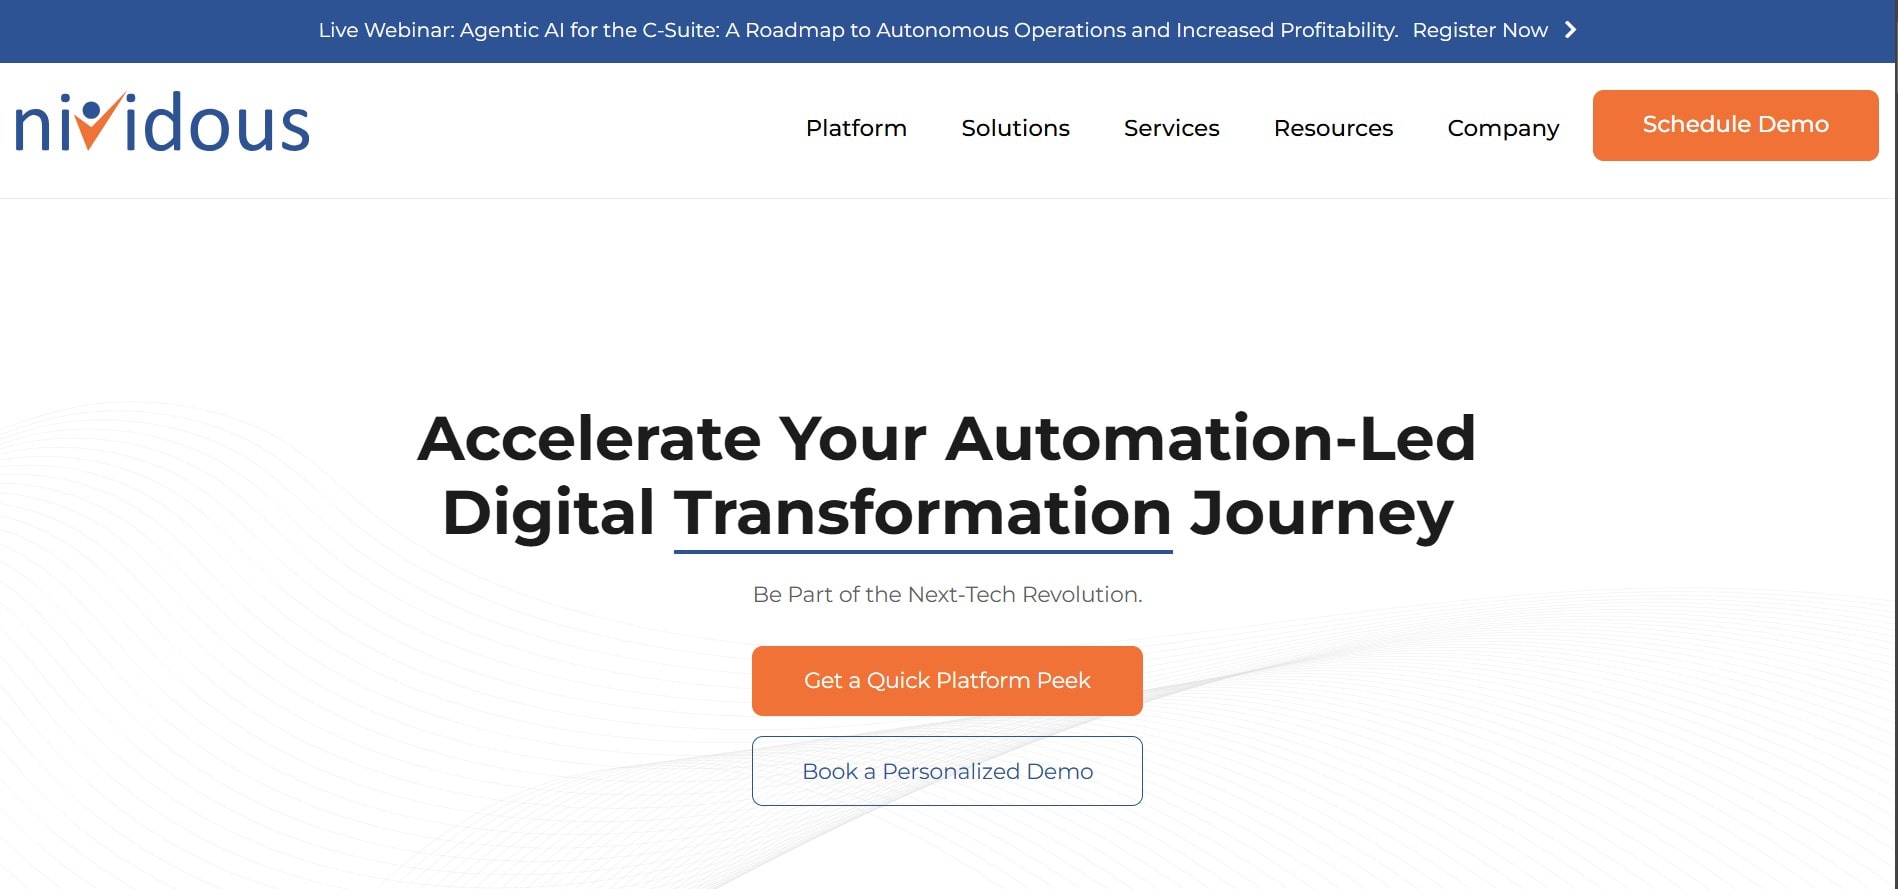 Live Webinar: Agentic AI for the C-Suite: A Roadmap to Autonomous Operations and Increased Profitability. Register Now
nividous
Platform Solutions Services Resources Company Schedule Demo
Accelerate Your Automation-Led
Digital Transformation Journey
Be Part of the Next-Tech Revolution.
Get a Quick Platform Peek
Book a Personalized Demo